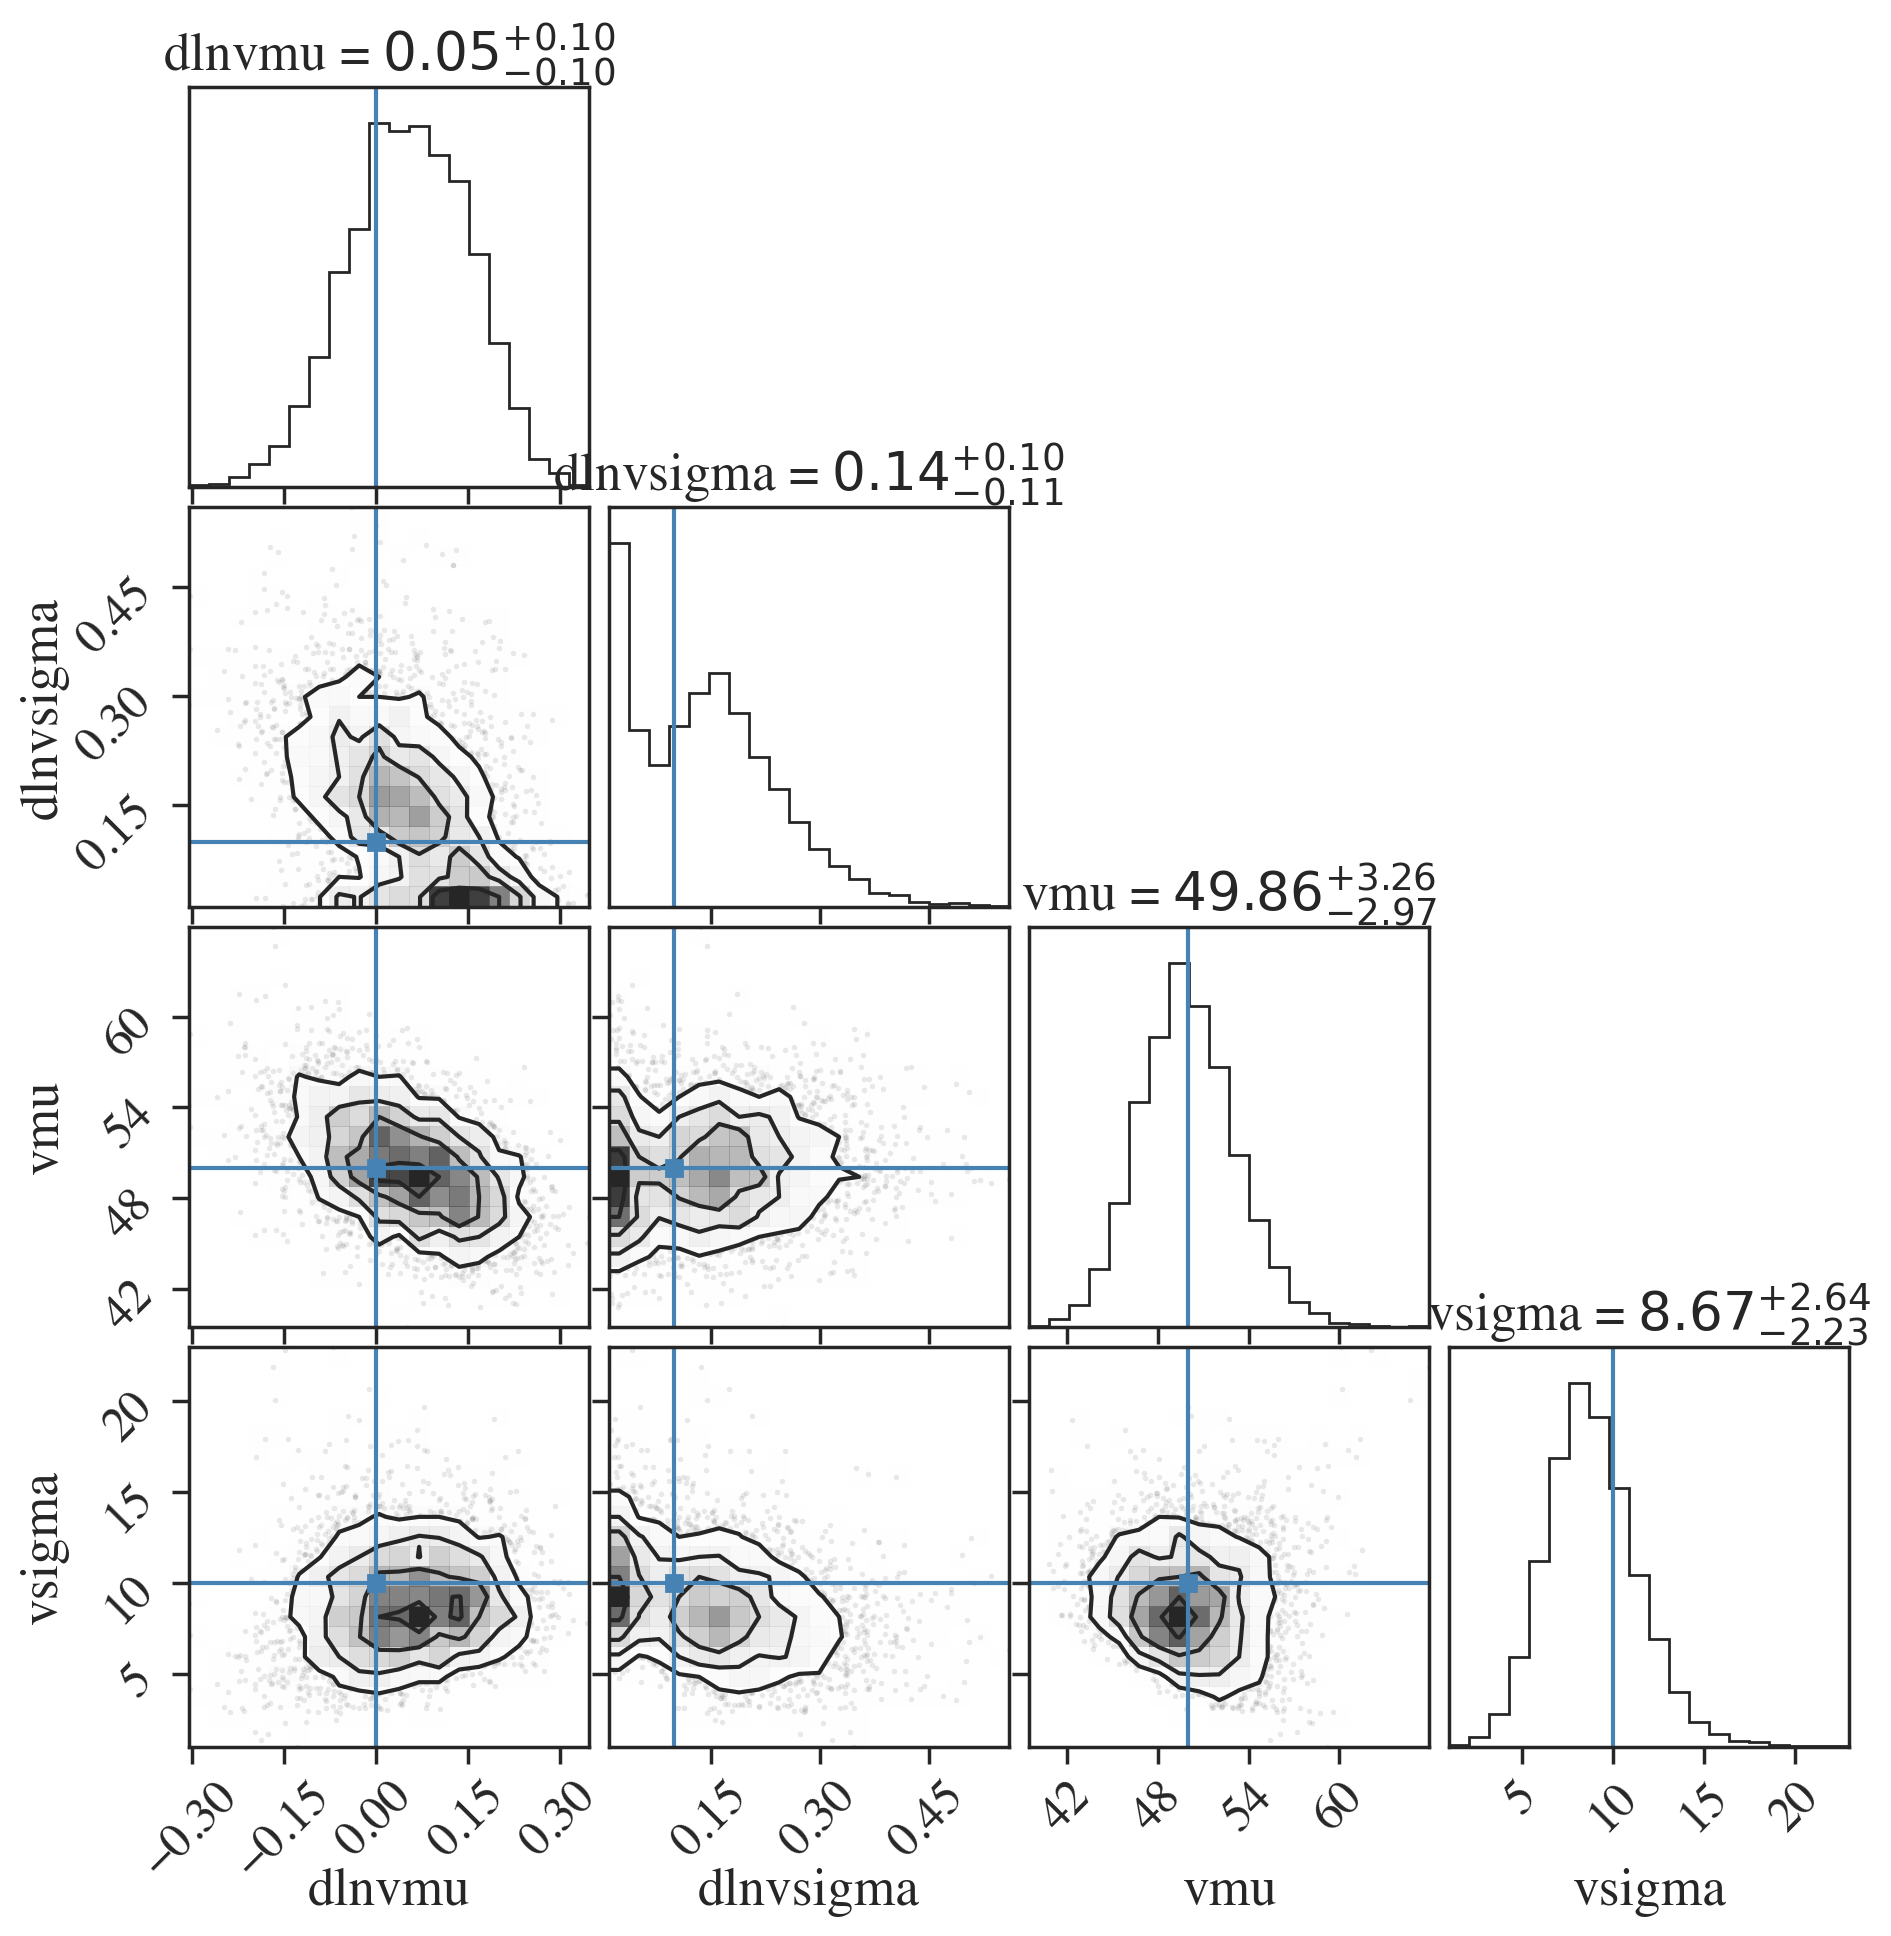 dlnvmu = 0.05 +0.10 −0.10
dlnvsigma = 0.14 +0.10 −0.11
dlnvsigma
0.45
0.30
0.15
vmu = 49.86 +3.26 −2.97
vmu
60
54
48
42
vsigma = 8.67 +2.64 −2.23
vsigma
20
15
10
5
−0.30 −0.15 0.00 0.15 0.30
0.15 0.30 0.45
42 48 54 60
5 10 15 20
dlnvmu
dlnvsigma
vmu
vsigma